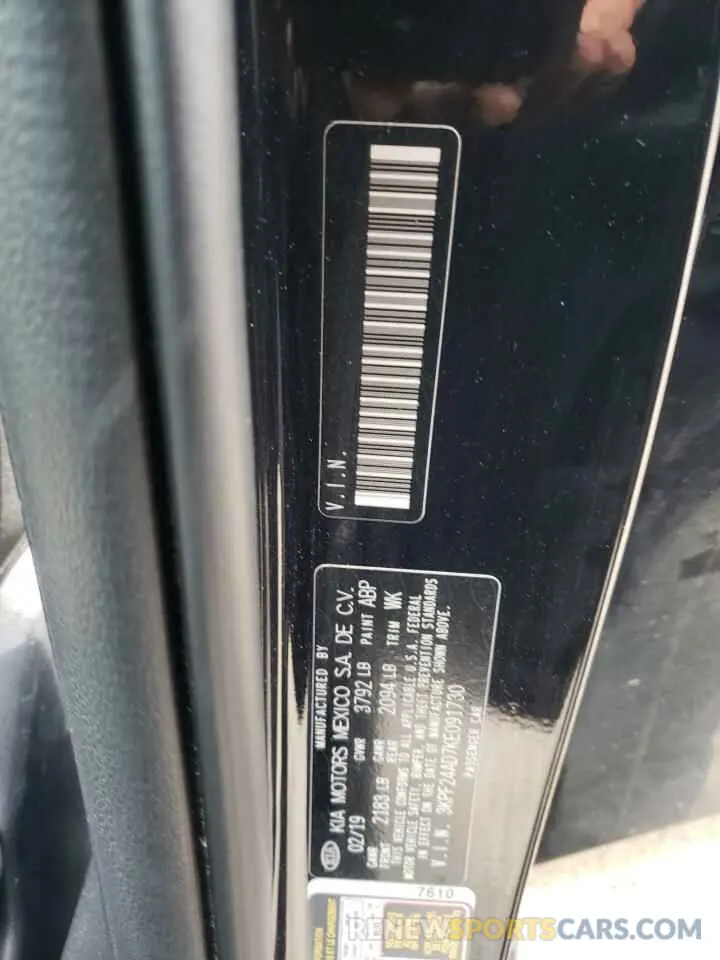 V.I.N.
MANUFACTURED BY
KIA KIA MOTORS MEXICO S.A. DE C.V.
02/19 GVWR 3792 LB PAINT ABP
GAWR FRONT 2183 LB GAWR REAR 2094 LB TRIM WK
THIS VEHICLE CONFORMS TO ALL APPLICABLE U.S.A. FEDERAL
MOTOR VEHICLE SAFETY, BUMPER, AND THEFT PREVENTION STANDARDS
IN EFFECT ON THE DATE OF MANUFACTURE SHOWN ABOVE.
V.I.N. 3KPF24AD7KE091730
PASSENGER CAR
7610
RENEWSPORTSCARS.COM